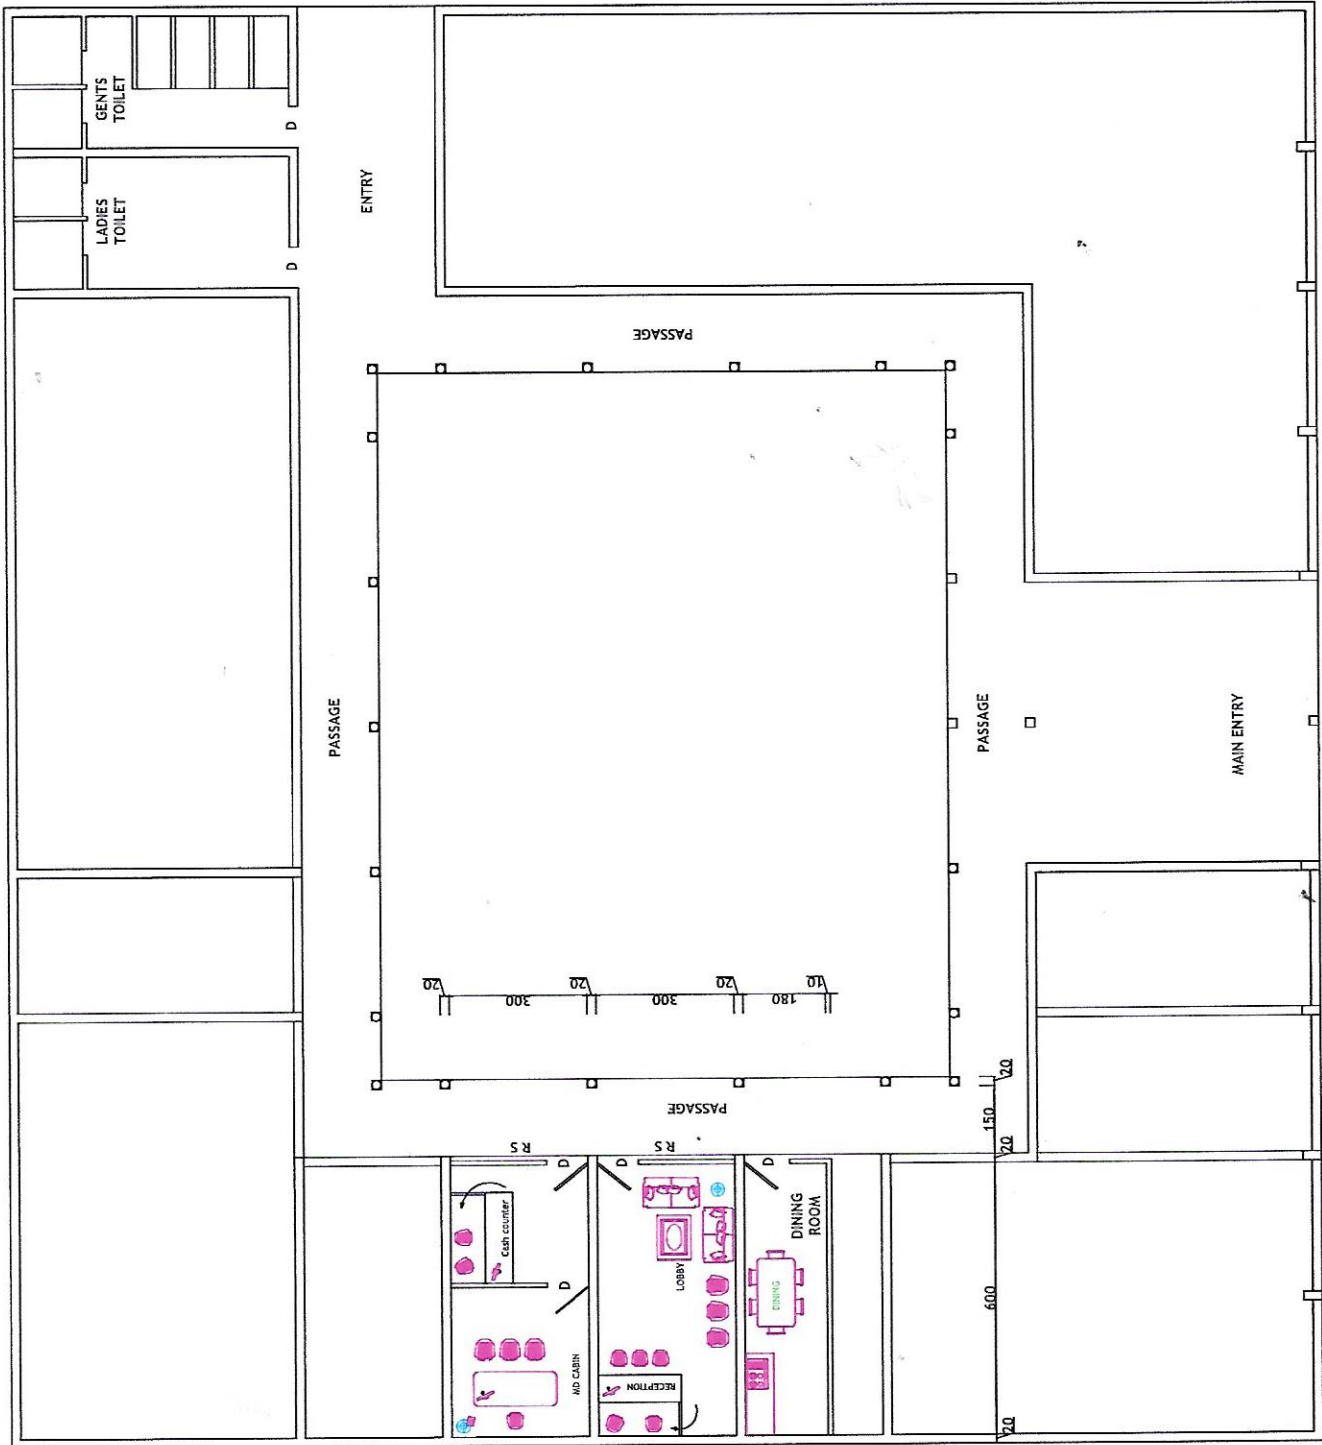 GENTS
TOILET
D
LADIES
TOILET
D
ENTRY
PASSAGE
PASSAGE
PASSAGE
MAIN ENTRY
20
300
20
300
20
180
10
PASSAGE
20
150
20
600
20
R S
R S
D
D
D
Cash counter
D
MD CABIN
LOBBY
RECEPTION
DINING
ROOM
DINING